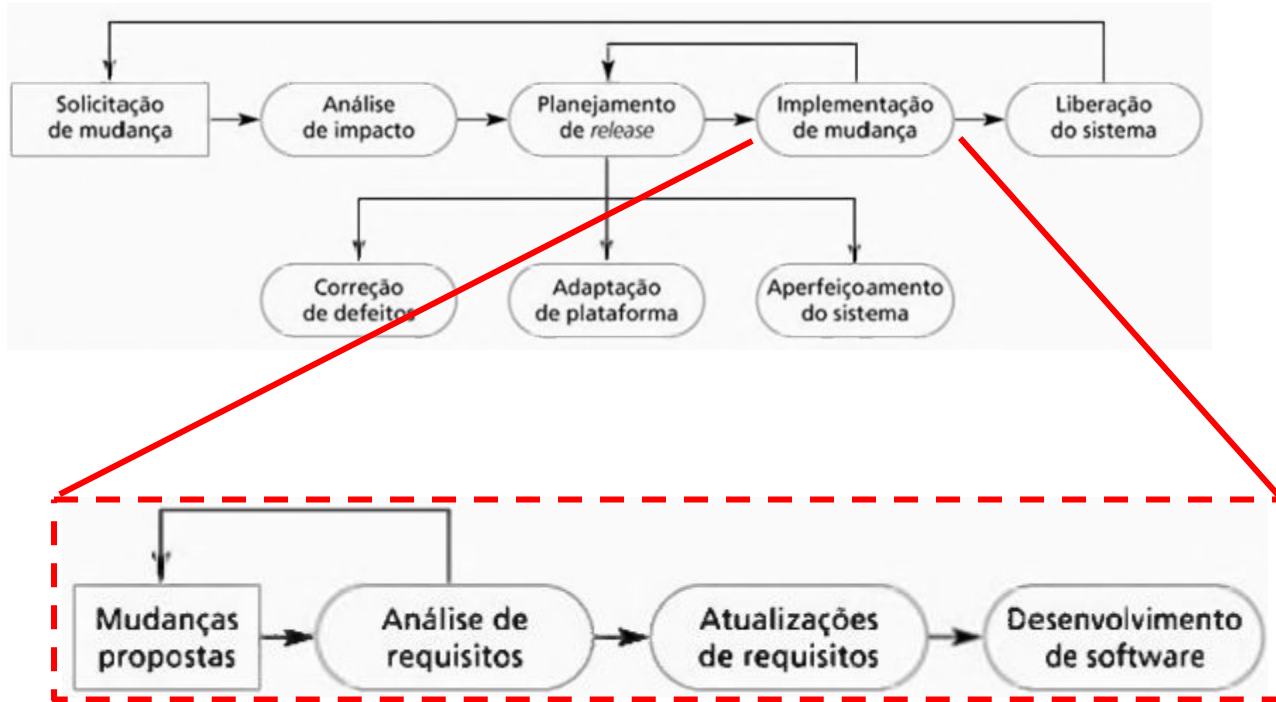 Solicitação
de mudança
Análise
de impacto
Planejamento
de release
Implementação
de mudança
Liberação
do sistema
Correção
de defeitos
Adaptação
de plataforma
Aperfeiçoamento
do sistema
Mudanças
propostas
Análise de
requisitos
Atualizações
de requisitos
Desenvolvimento
de software